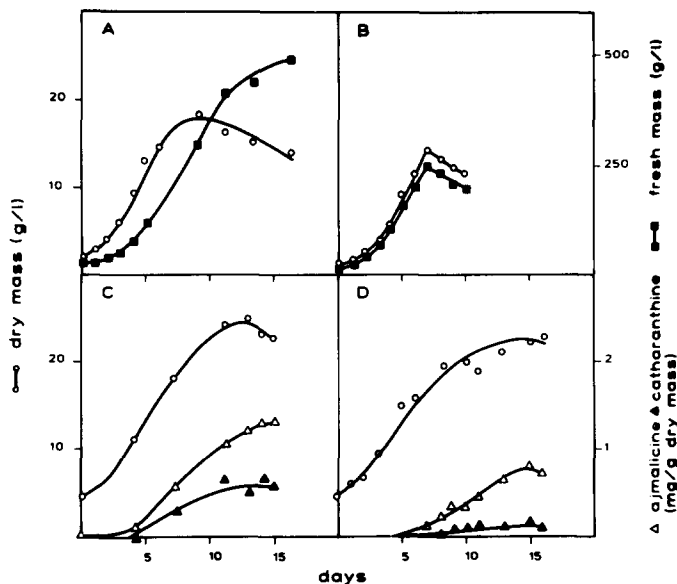 A
B
20
10
500
250
C
D
20
10
2
1
5
10
15
5
10
15
days
dry mass (g/l)
fresh mass (g/l)
ajmalicine & catharanthine
(mg/g dry mass)